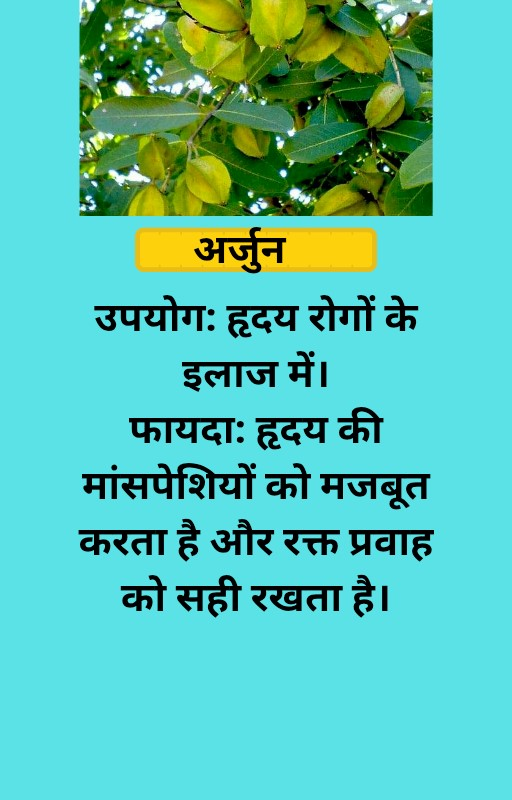 अर्जुन
उपयोग: हृदय रोगों के
इलाज में।
फायदा: हृदय की
मांसपेशियों को मजबूत
करता है और रक्त प्रवाह
को सही रखता है।